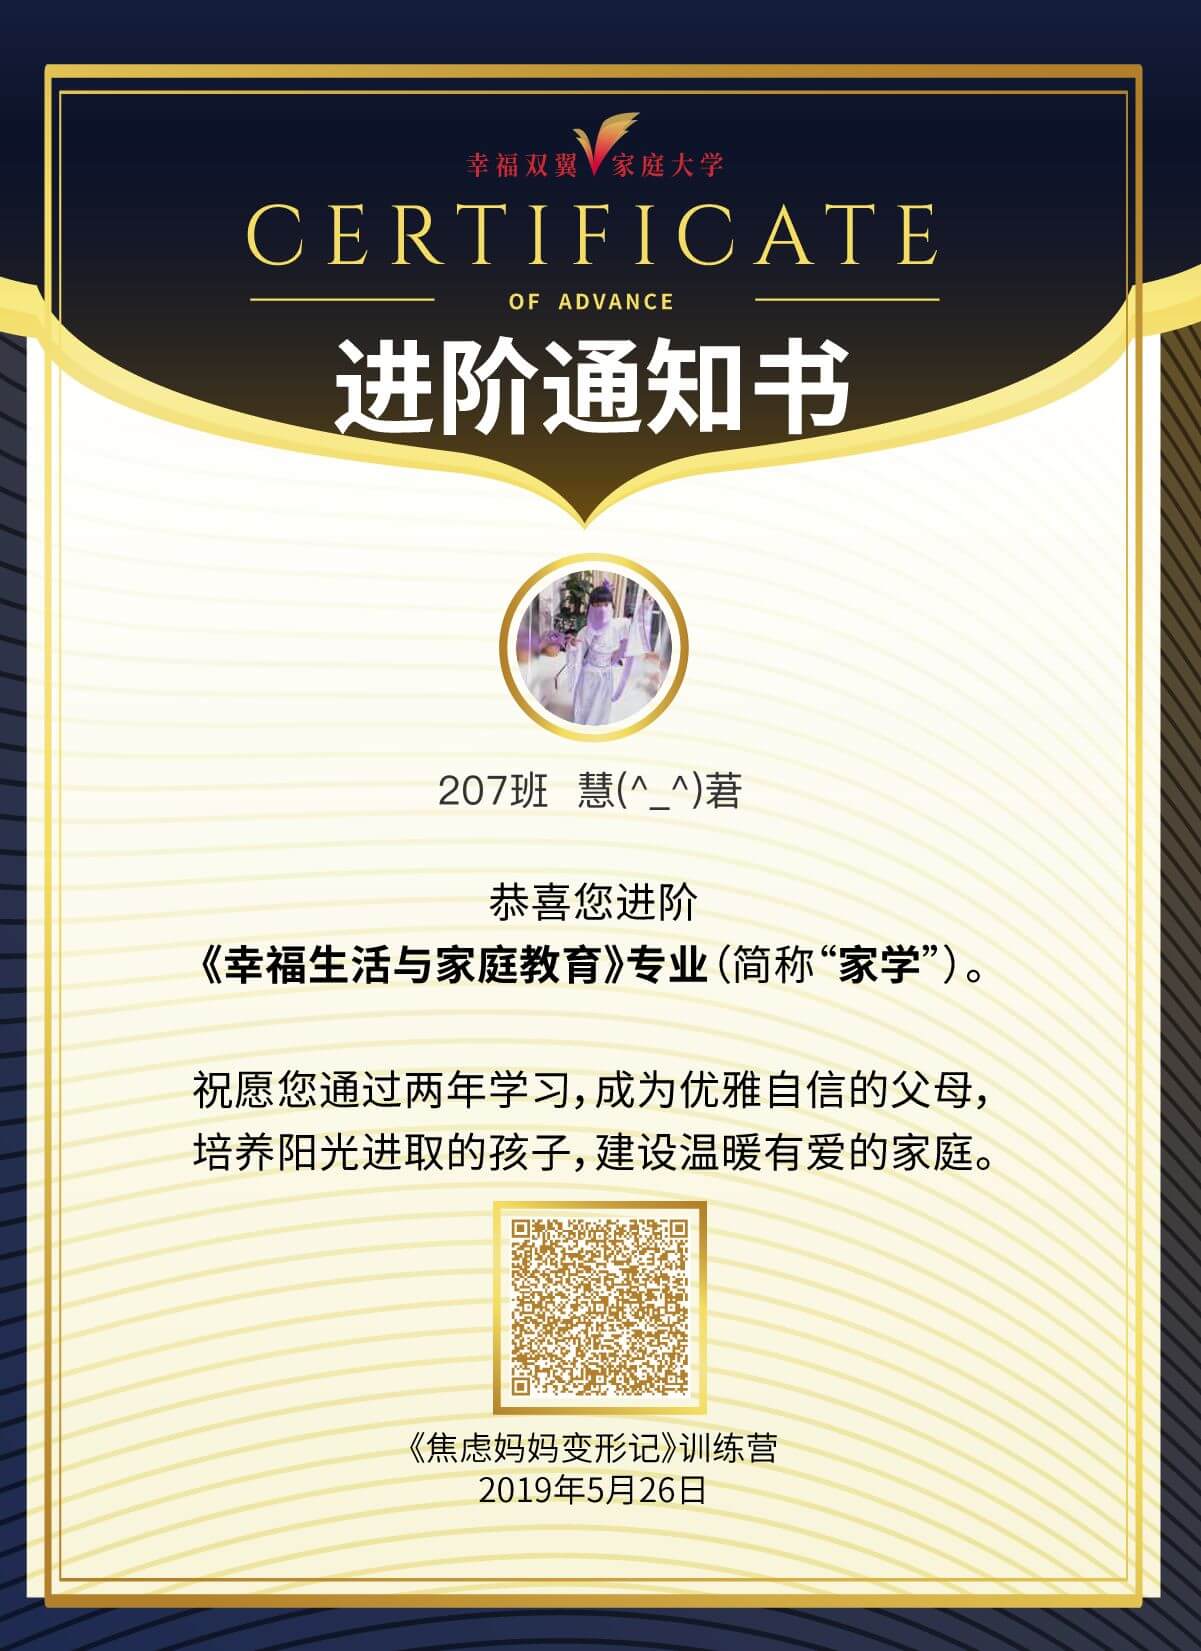 幸福双翼 家庭大学
CERTIFICATE
OF ADVANCE
进阶通知书
207班 慧(^_^)莙
恭喜您进阶
《幸福生活与家庭教育》专业（简称“家学”）。
祝愿您通过两年学习，成为优雅自信的父母，
培养阳光进取的孩子，建设温暖有爱的家庭。
《焦虑妈妈变形记》训练营
2019年5月26日